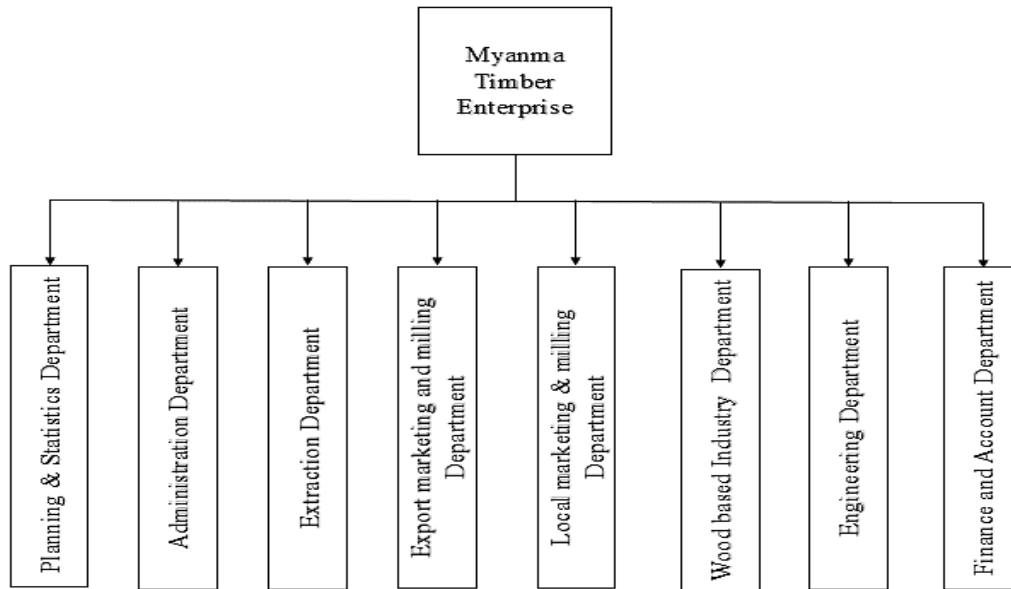 Myanma
Timber
Enterprise
Planning & Statistics Department
Administration Department
Extraction Department
Export marketing and milling
Department
Local marketing & milling
Department
Wood based Industry Department
Engineering Department
Finance and Account Department